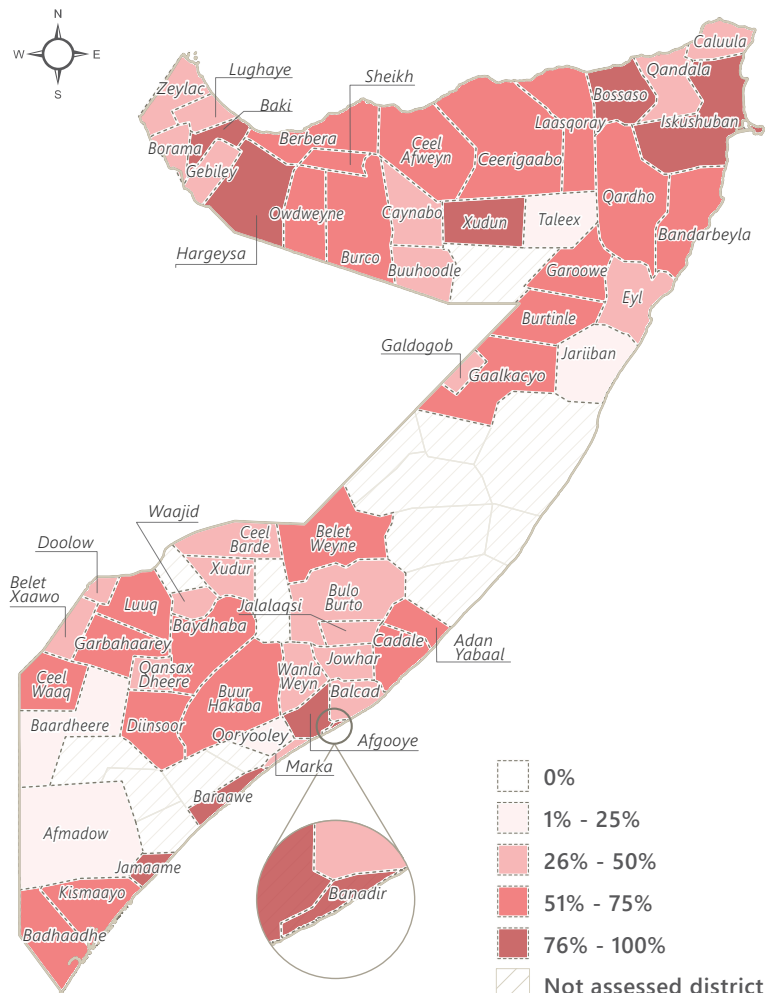 N
W E
S
Caluula
Lughaye
Qandala
Sheikh
Zeylac
Bossaso
Baki
Laasqoray
Iskushuban
Berbera
Borama
Ceel
Afweyn
Ceerigaabo
Gebiley
Qardho
Owdweyne
Caynabo
Xudun
Taleex
Bandarbeyla
Hargeysa
Burco
Buuhoodle
Garoowe
Eyl
Burtinle
Galdogob
Jariiban
Gaalkacyo
Waajid
Belet
Weyne
Ceel
Barde
Doolow
Xudur
Belet
Xaawo
Bulo
Burto
Luuq
Jalalaqsi
Baydhaba
Garbahaarey
Cadale
Adan
Yabaal
Jowhar
Qansax
Dheere
Wanla
Weyn
Ceel
Waaq
Buur
Hakaba
Balcad
Baardheere
Diinsoor
Qoryooley
Afgooye
Marka
Baraawe
Afmadow
Jamaame
Kismaayo
Banadir
Badhaadhe
0%
1% - 25%
26% - 50%
51% - 75%
76% - 100%
Not assessed district